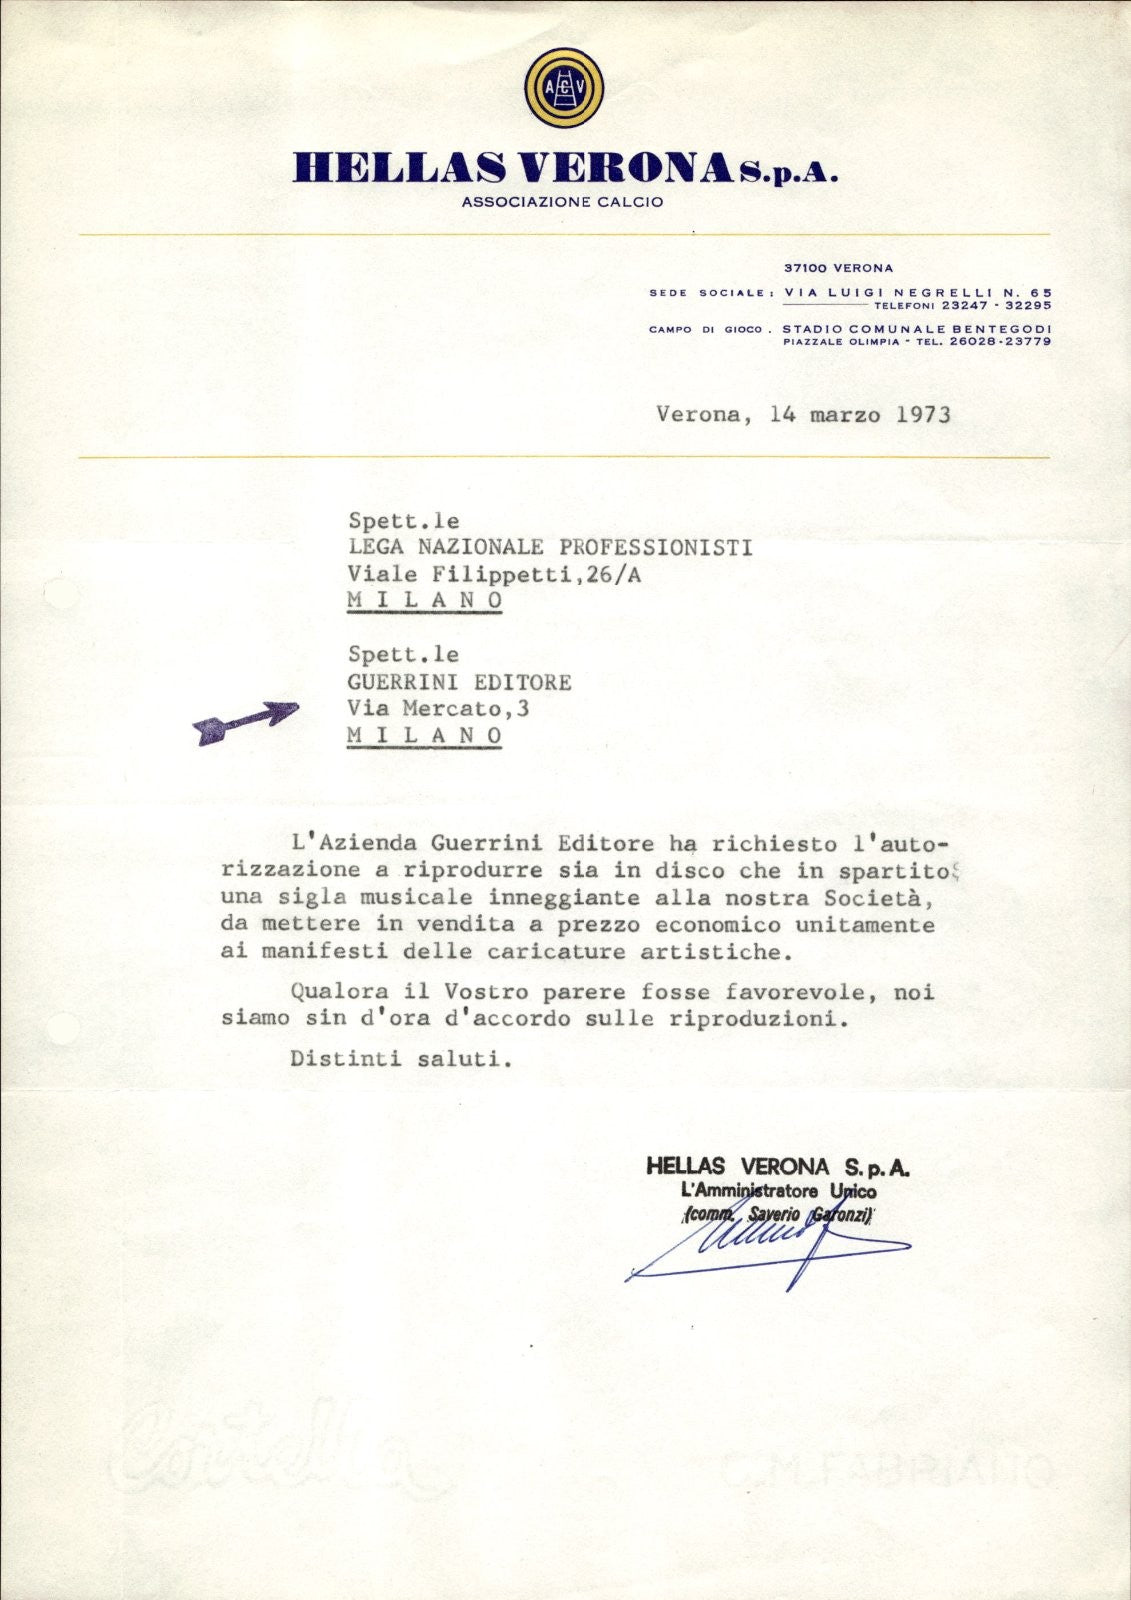 ACV
HELLAS VERONA S.p.A.
ASSOCIAZIONE CALCIO
37100 VERONA
SEDE SOCIALE: VIA LUIGI NEGRELLI N. 65
TELEFONI 23247 - 32295
CAMPO DI GIOCO. STADIO COMUNALE BENTEGODI
PIAZZALE OLIMPIA - TEL. 26028-23779
Verona, 14 marzo 1973
Spett.le
LEGA NAZIONALE PROFESSIONISTI
Viale Filippetti,26/A
M I L A N O
Spett.le
GUERRINI EDITORE
Via Mercato,3
M I L A N O
L'Azienda Guerrini Editore ha richiesto l'auto-
rizzazione a riprodurre sia in disco che in spartito
una sigla musicale inneggiante alla nostra Società,
da mettere in vendita a prezzo economico unitamente
ai manifesti delle caricature artistiche.
Qualora il Vostro parere fosse favorevole, noi
siamo sin d'ora d'accordo sulle riproduzioni.
Distinti saluti.
HELLAS VERONA S.p.A.
L'Amministratore Unico
(comm. Saverio Garonzi)